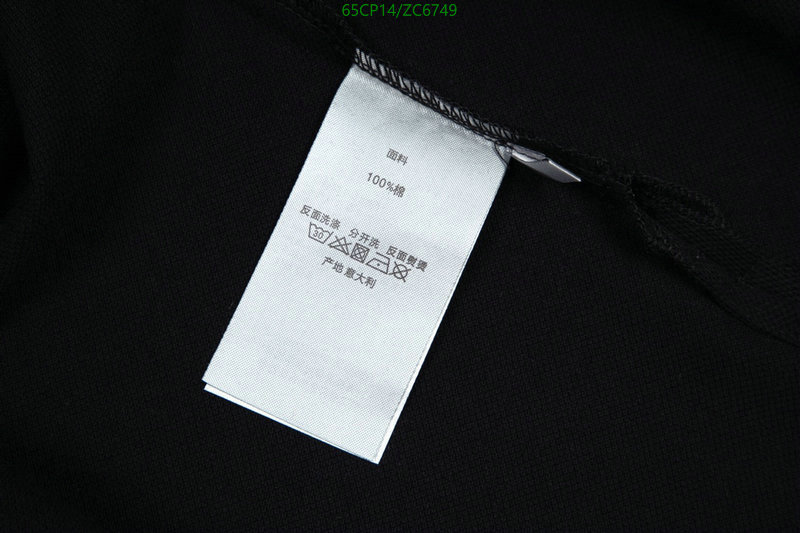 65CP14/ZC6749
面料
100%棉
反面洗涤 分开洗 反面熨烫
30
产地 意大利